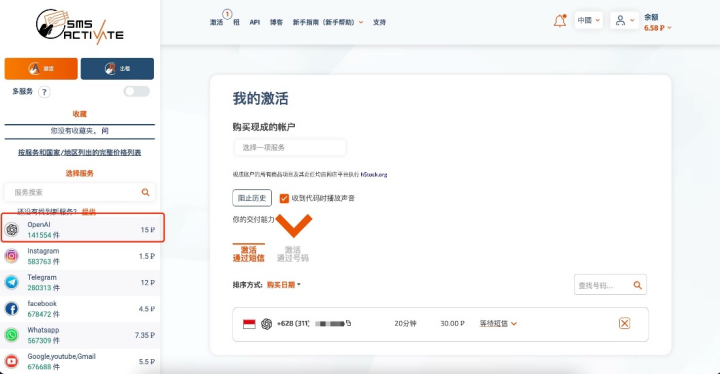 SMS
ACTIVATE
激活
1
租
API
博客
新手指南(新手帮助)
支持
中國
余额
6.58 ₽
激活
出租
多服务 ?
收藏
您没有收藏夹, 问
按服务和国家/地区列出的完整价格列表
选择服务
服务搜索
还没有找到新服务? 提供
OpenAI
141554 件
15 ₽
Instagram
583763 件
1.5 ₽
Telegram
280313 件
12 ₽
facebook
678472 件
4.5 ₽
Whatsapp
567309 件
7.35 ₽
Google,youtube,Gmail
676688 件
5.5 ₽
我的激活
购买现成的帐户
选择一项服务
hStock.org
阻止历史
收到代码时播放声音
你的交付能力
激活
通过短信
激活
通过号码
排序方式: 购买日期
查找号码...
+628 (311)
20分钟
30.00 ₽
等待短信